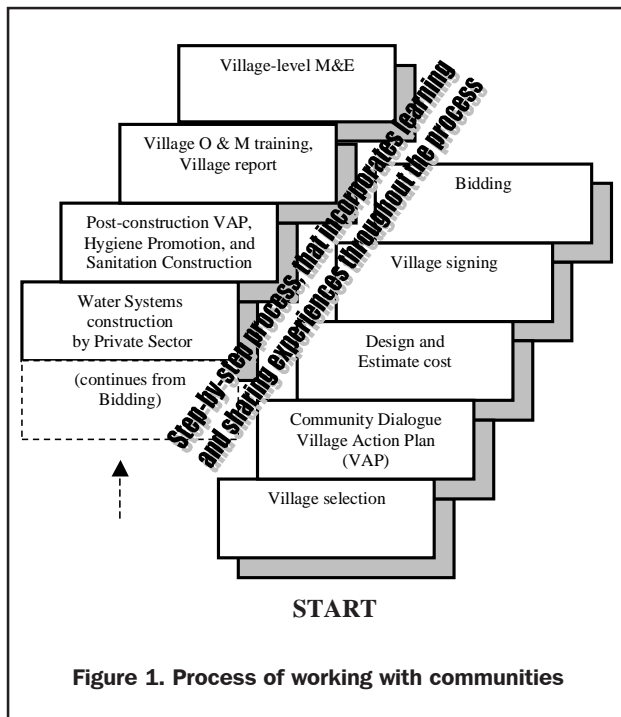 Village-level M&E
Village O & M training,
Village report
Post-construction VAP,
Hygiene Promotion, and
Sanitation Construction
Water Systems
construction
by Private Sector
(continues from
Bidding)
Step-by-step process, that incorporates learning
and sharing experiences throughout the process
Bidding
Village signing
Design and
Estimate cost
Community Dialogue
Village Action Plan
(VAP)
Village selection
START
Figure 1. Process of working with communities